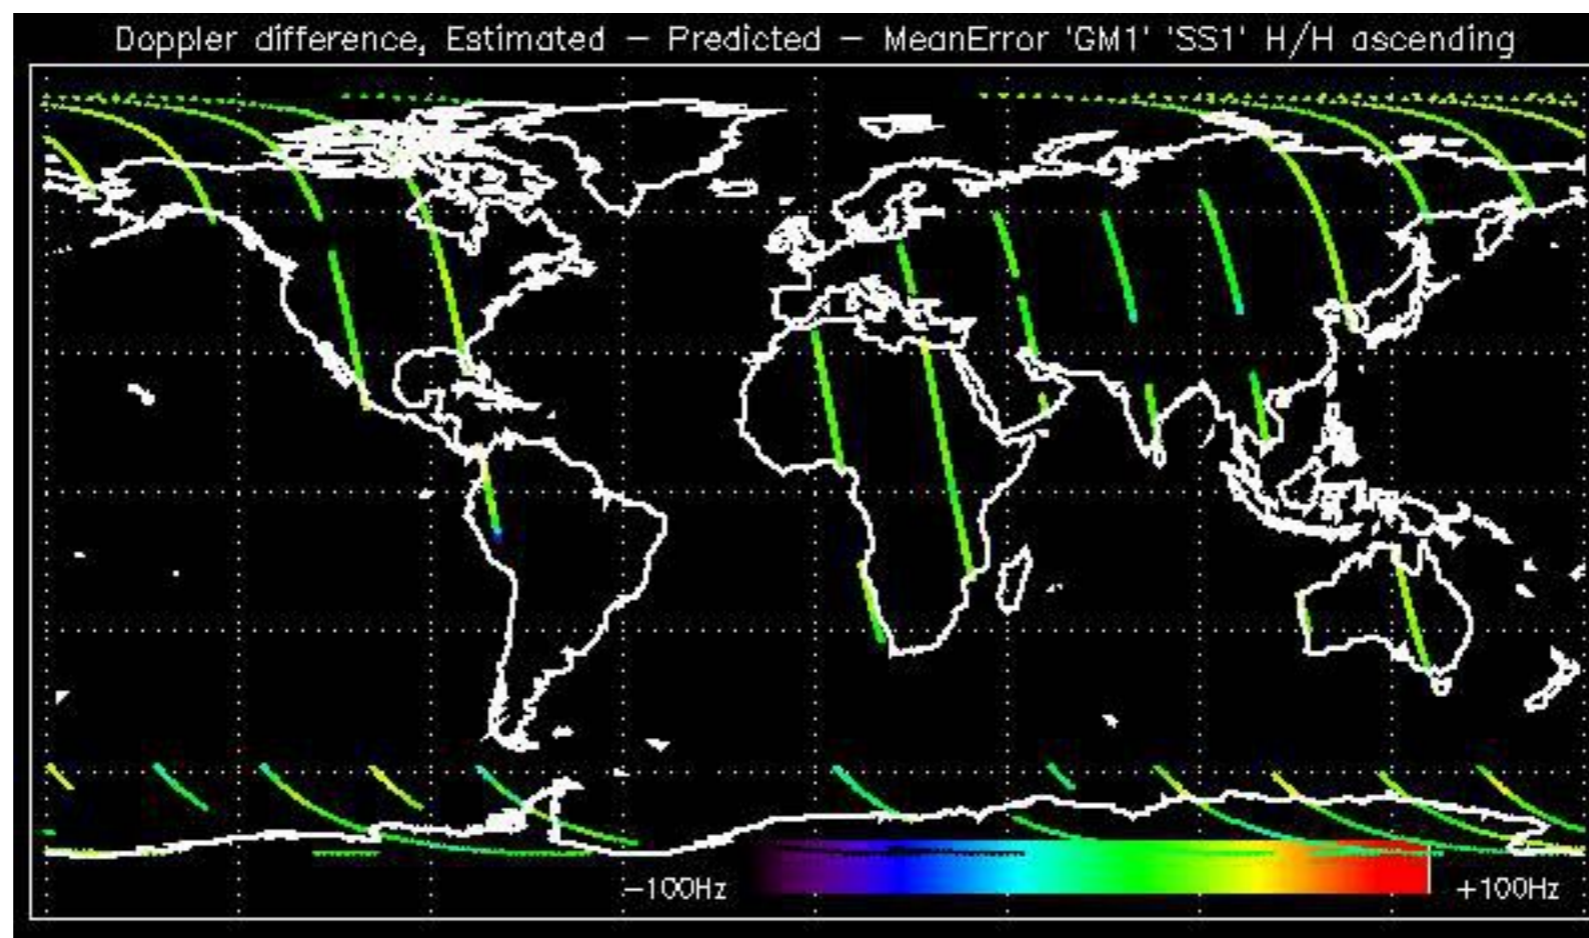 Doppler difference, Estimated – Predicted – MeanError 'GM1' 'SS1' H/H ascending
–100Hz
+100Hz